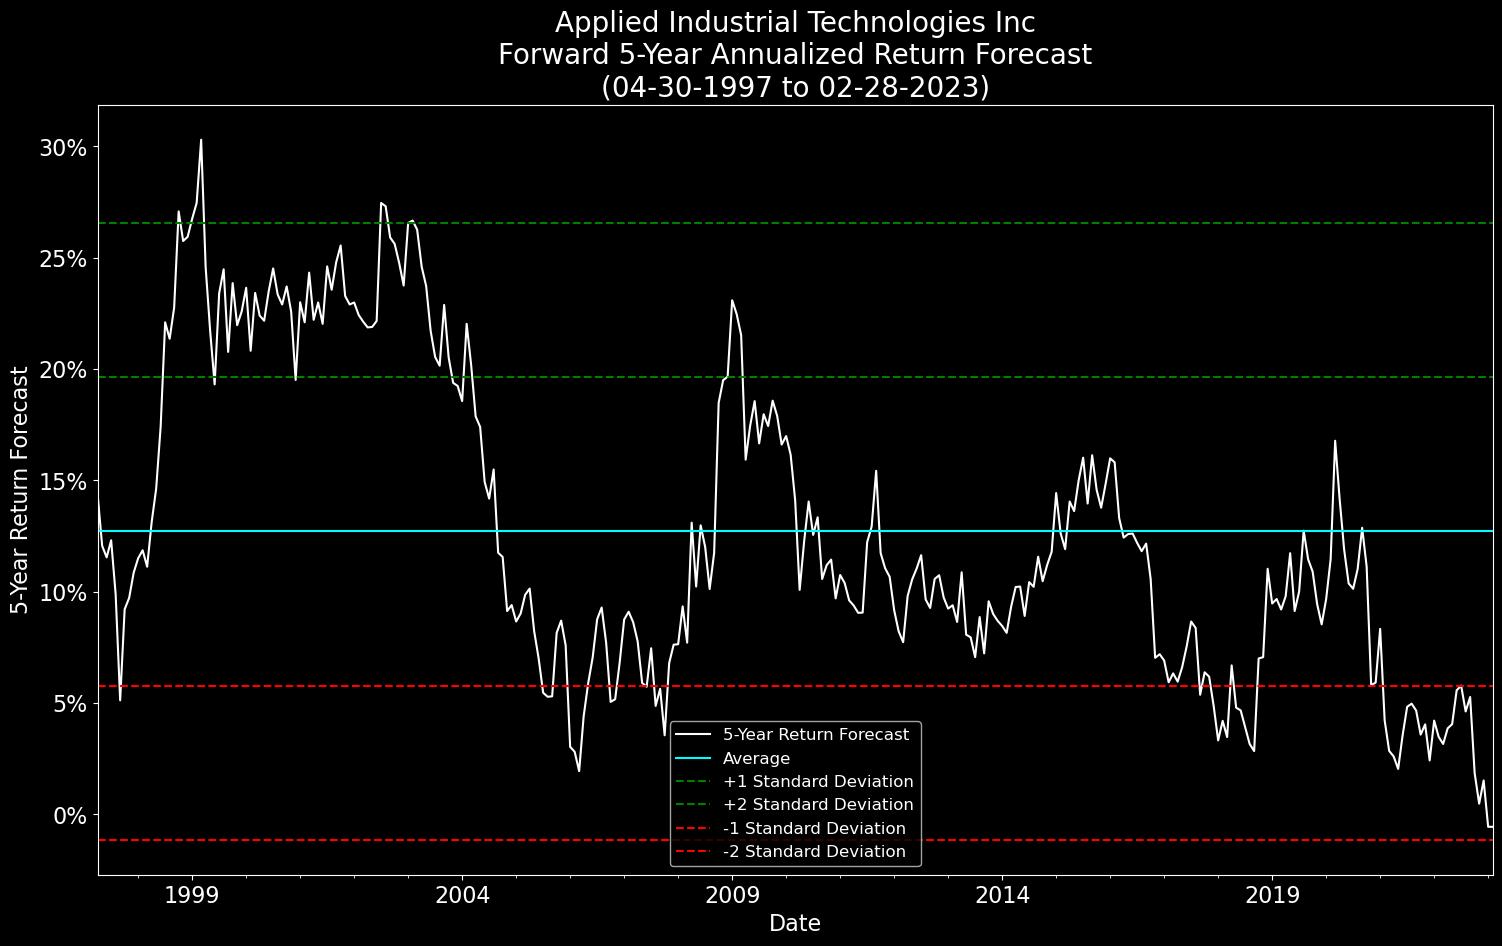 Applied Industrial Technologies Inc
Forward 5-Year Annualized Return Forecast
(04-30-1997 to 02-28-2023)
5-Year Return Forecast
30%
25%
20%
15%
10%
5%
0%
5-Year Return Forecast
Average
+1 Standard Deviation
+2 Standard Deviation
-1 Standard Deviation
-2 Standard Deviation
1999
2004
2009
2014
2019
Date